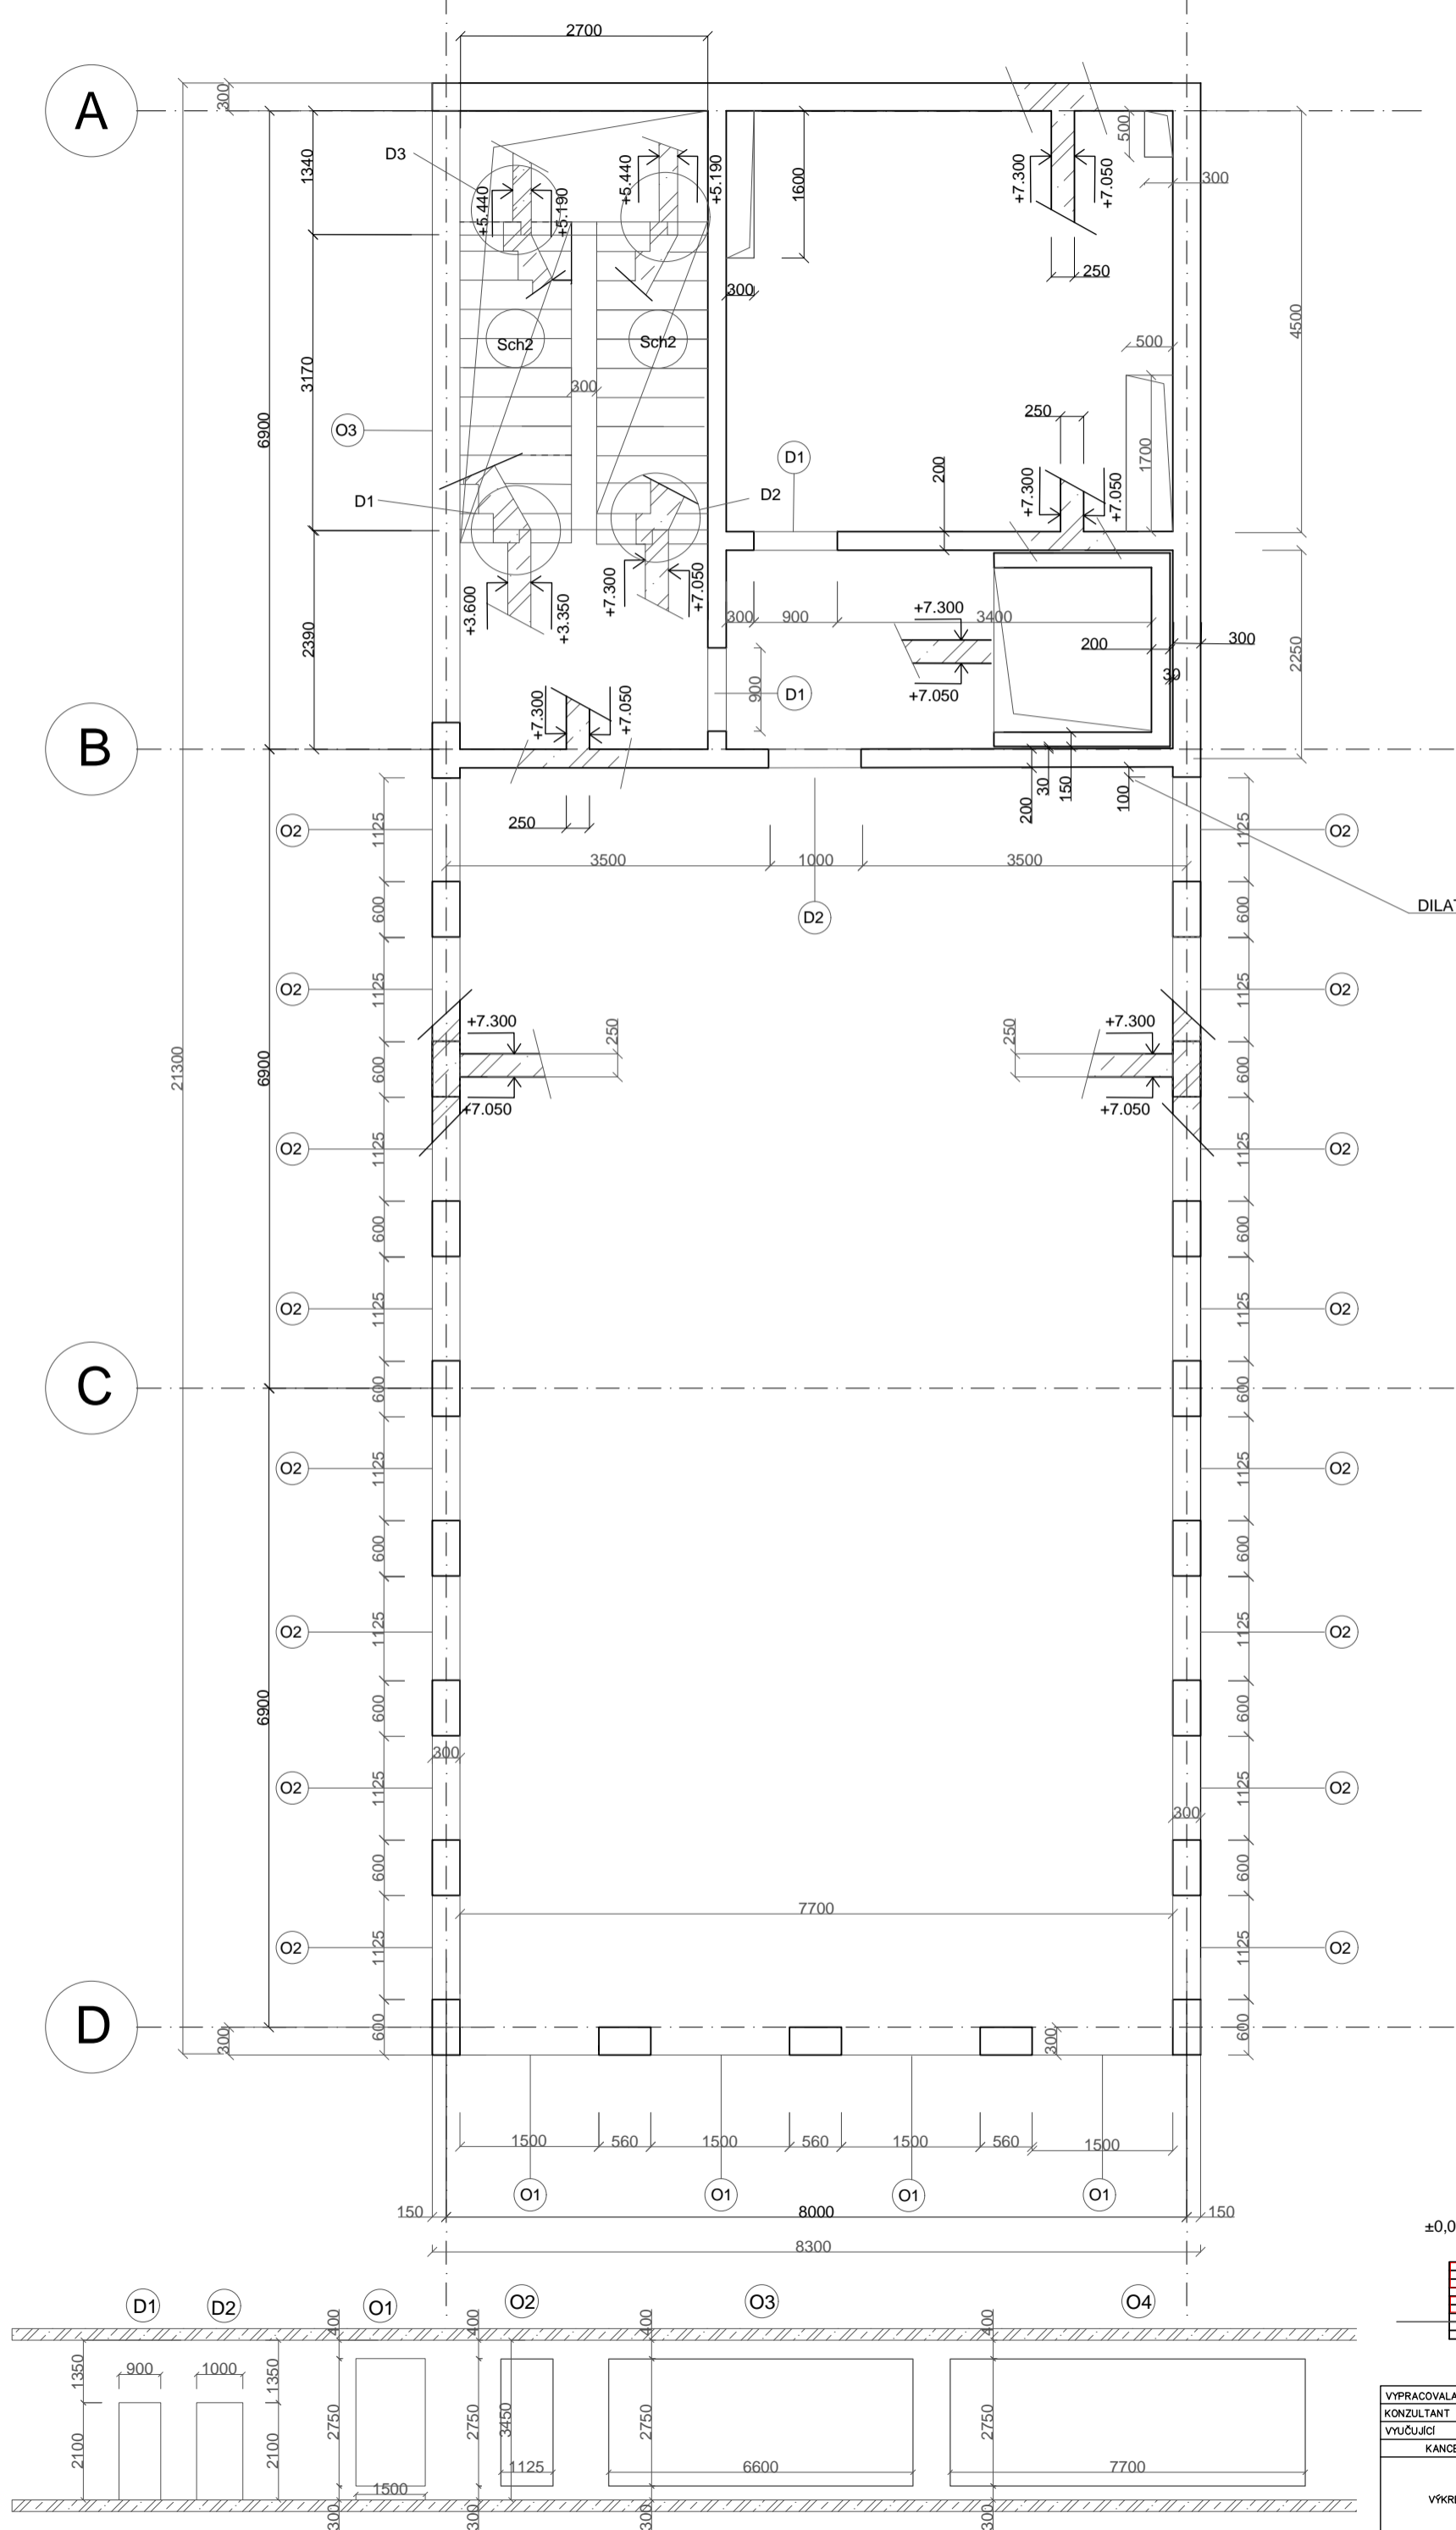 2700
A
300
1340
D3
+5.440
+5.190
+5.440
+5.190
1600
+7.300
+7.050
500
300
250
300
4500
Sch2
Sch2
500
3170
300
6900
O3
250
1700
D1
200
D1
D2
+7.300
+7.050
+3.600
+3.350
+7.300
+7.050
300
900
+7.300
3400
200
300
2250
2390
30
900
D1
+7.050
+7.300
+7.050
B
200
30
150
100
250
O2
1125
1125
O2
3500
1000
3500
D2
DILAT
600
600
O2
1125
1125
O2
+7.300
250
250
+7.300
21300
6900
600
600
+7.050
+7.050
O2
1125
1125
O2
600
600
O2
1125
1125
O2
C
600
600
O2
1125
1125
O2
600
600
O2
1125
1125
O2
6900
600
600
300
O2
1125
1125
O2
300
600
600
7700
O2
1125
1125
O2
D
300
600
300
600
1500
560
1500
560
1500
560
1500
O1
O1
O1
O1
150
8000
150
8300
±0,0
D1
D2
O1
O2
O3
O4
400
400
400
400
1350
900
1000
1350
2750
2750
3450
2750
2750
2100
2100
1125
6600
7700
1500
300
300
300
300
VYPRACOVALA
KONZULTANT
VYUČUJÍCÍ
KANCE
VÝKRE